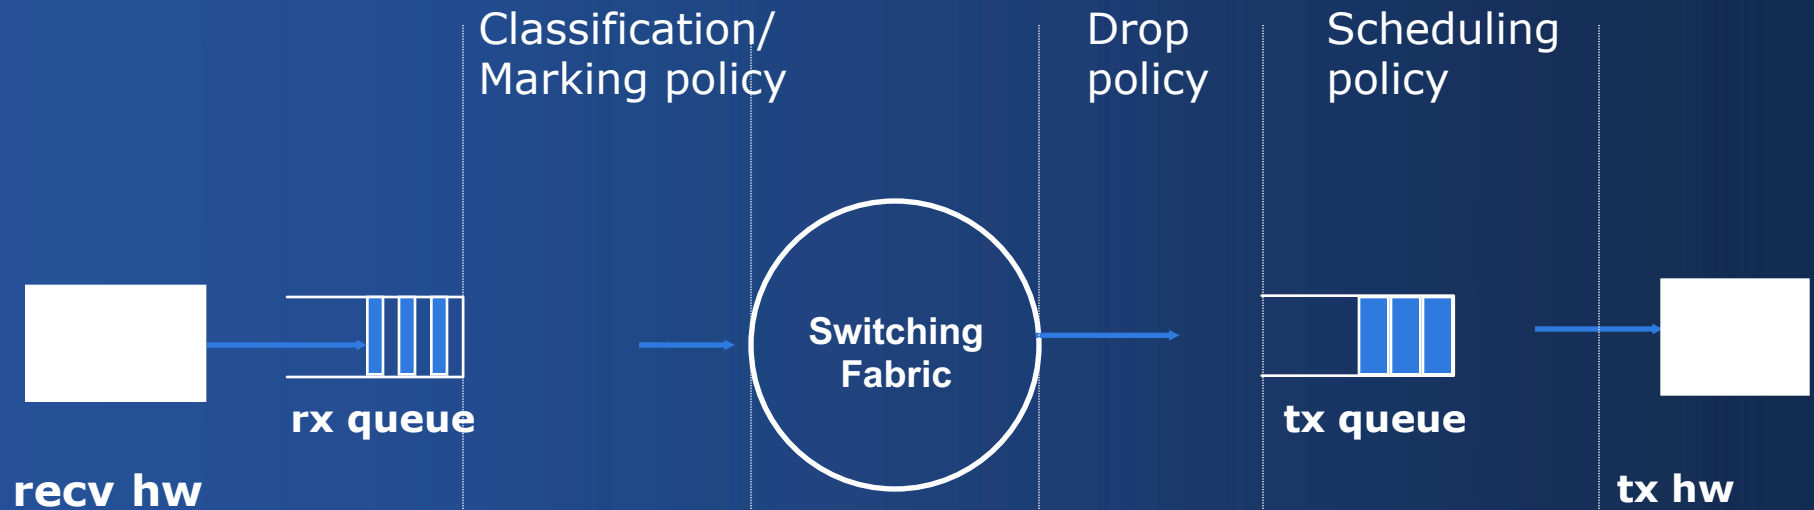 Classification/
Marking policy
Drop
policy
Scheduling
policy
Switching
Fabric
rx queue
tx queue
recv hw
tx hw